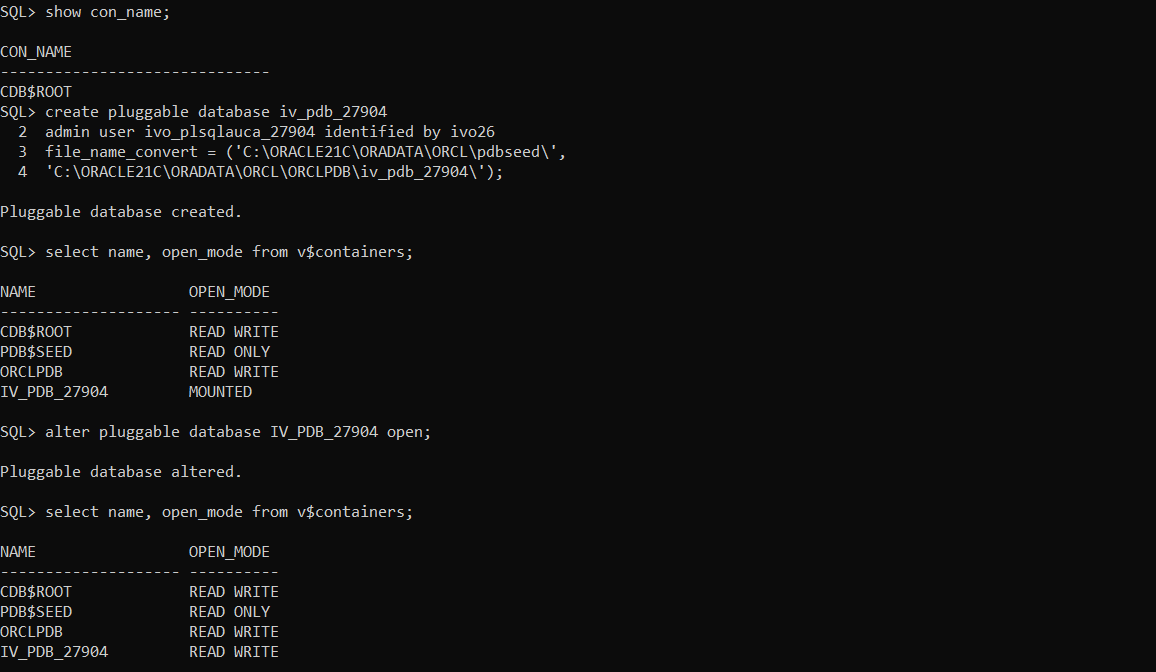 SQL> show con_name;
CON_NAME
------------------------------
CDB$ROOT
SQL> create pluggable database iv_pdb_27904
  2  admin user ivo_plsqlauca_27904 identified by ivo26
  3  file_name_convert = ('C:\ORACLE21C\ORADATA\ORCL\pdbseed\',
  4  'C:\ORACLE21C\ORADATA\ORCL\ORCLPDB\iv_pdb_27904\');
Pluggable database created.
SQL> select name, open_mode from v$containers;
NAME                 OPEN_MODE
-------------------- ----------
CDB$ROOT             READ WRITE
PDB$SEED             READ ONLY
ORCLPDB              READ WRITE
IV_PDB_27904         MOUNTED
SQL> alter pluggable database IV_PDB_27904 open;
Pluggable database altered.
SQL> select name, open_mode from v$containers;
NAME                 OPEN_MODE
-------------------- ----------
CDB$ROOT             READ WRITE
PDB$SEED             READ ONLY
ORCLPDB              READ WRITE
IV_PDB_27904         READ WRITE